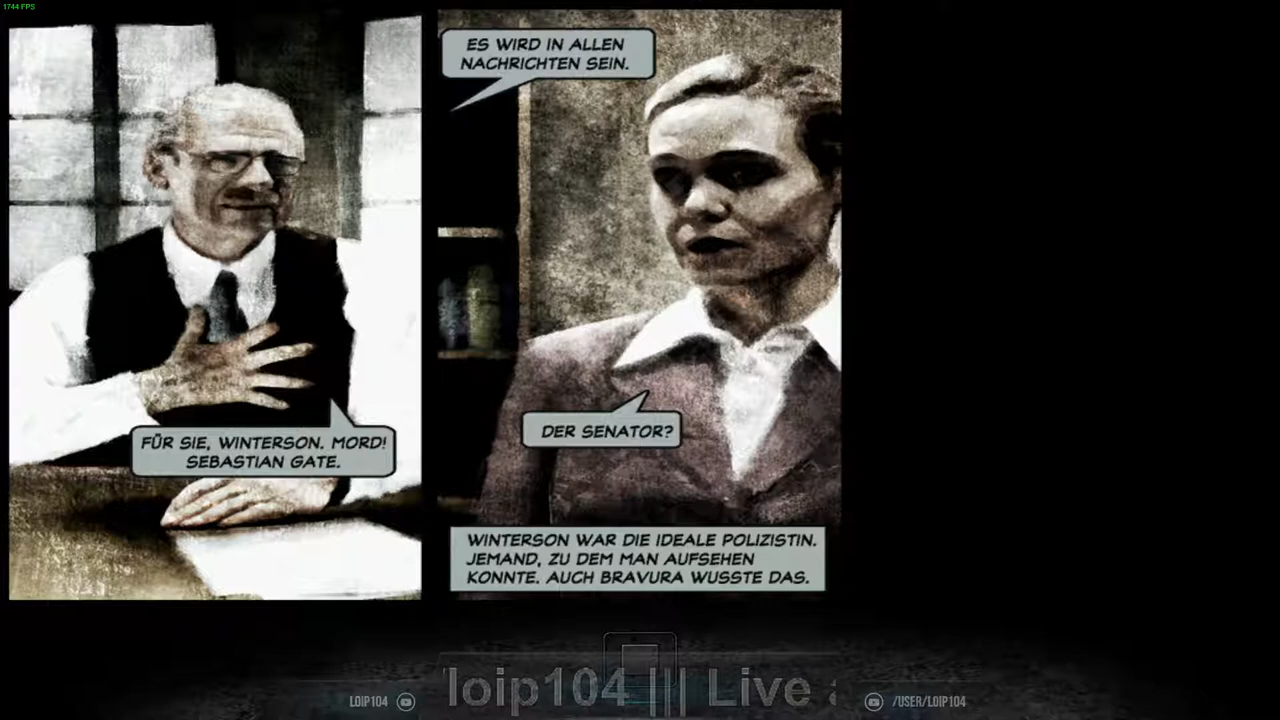 1744 FPS
FÜR SIE, WINTERSON. MORD!
SEBASTIAN GATE.
ES WIRD IN ALLEN
NACHRICHTEN SEIN.
DER SENATOR?
WINTERSON WAR DIE IDEALE POLIZISTIN.
JEMAND, ZU DEM MAN AUFSEHEN
KONNTE. AUCH BRAVURA WUSSTE DAS.
LOIP104
loip104 ||| Live
/USER/LOIP104